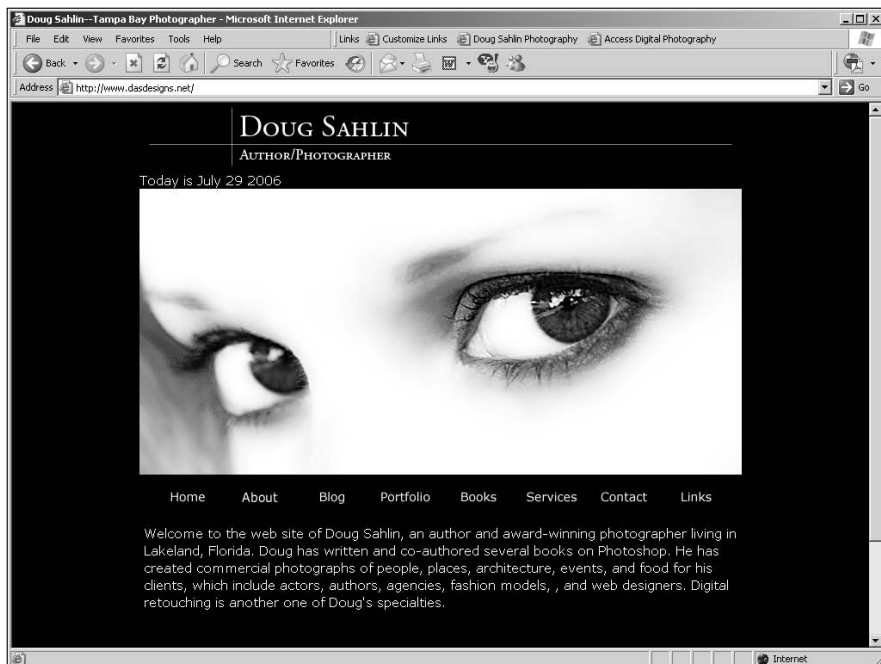 Doug Sahlin--Tampa Bay Photographer - Microsoft Internet Explorer
File Edit View Favorites Tools Help Links Customize Links Doug Sahlin Photography Access Digital Photography
Back Search Favorites
Address http://www.dasdesigns.net/ Go
Doug Sahlin
Author/Photographer
Today is July 29 2006
Home About Blog Portfolio Books Services Contact Links
Welcome to the web site of Doug Sahlin, an author and award-winning photographer living in
Lakeland, Florida. Doug has written and co-authored several books on Photoshop. He has
created commercial photographs of people, places, architecture, events, and food for his
clients, which include actors, authors, agencies, fashion models, , and web designers. Digital
retouching is another one of Doug's specialties.
Internet